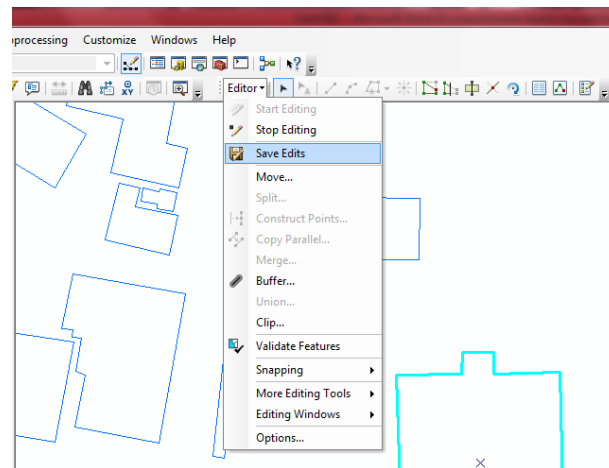 processing Customize Windows Help
Editor
Start Editing
Stop Editing
Save Edits
Move...
Split...
Construct Points...
Copy Parallel...
Merge...
Buffer...
Union...
Clip...
Validate Features
Snapping
More Editing Tools
Editing Windows
Options...